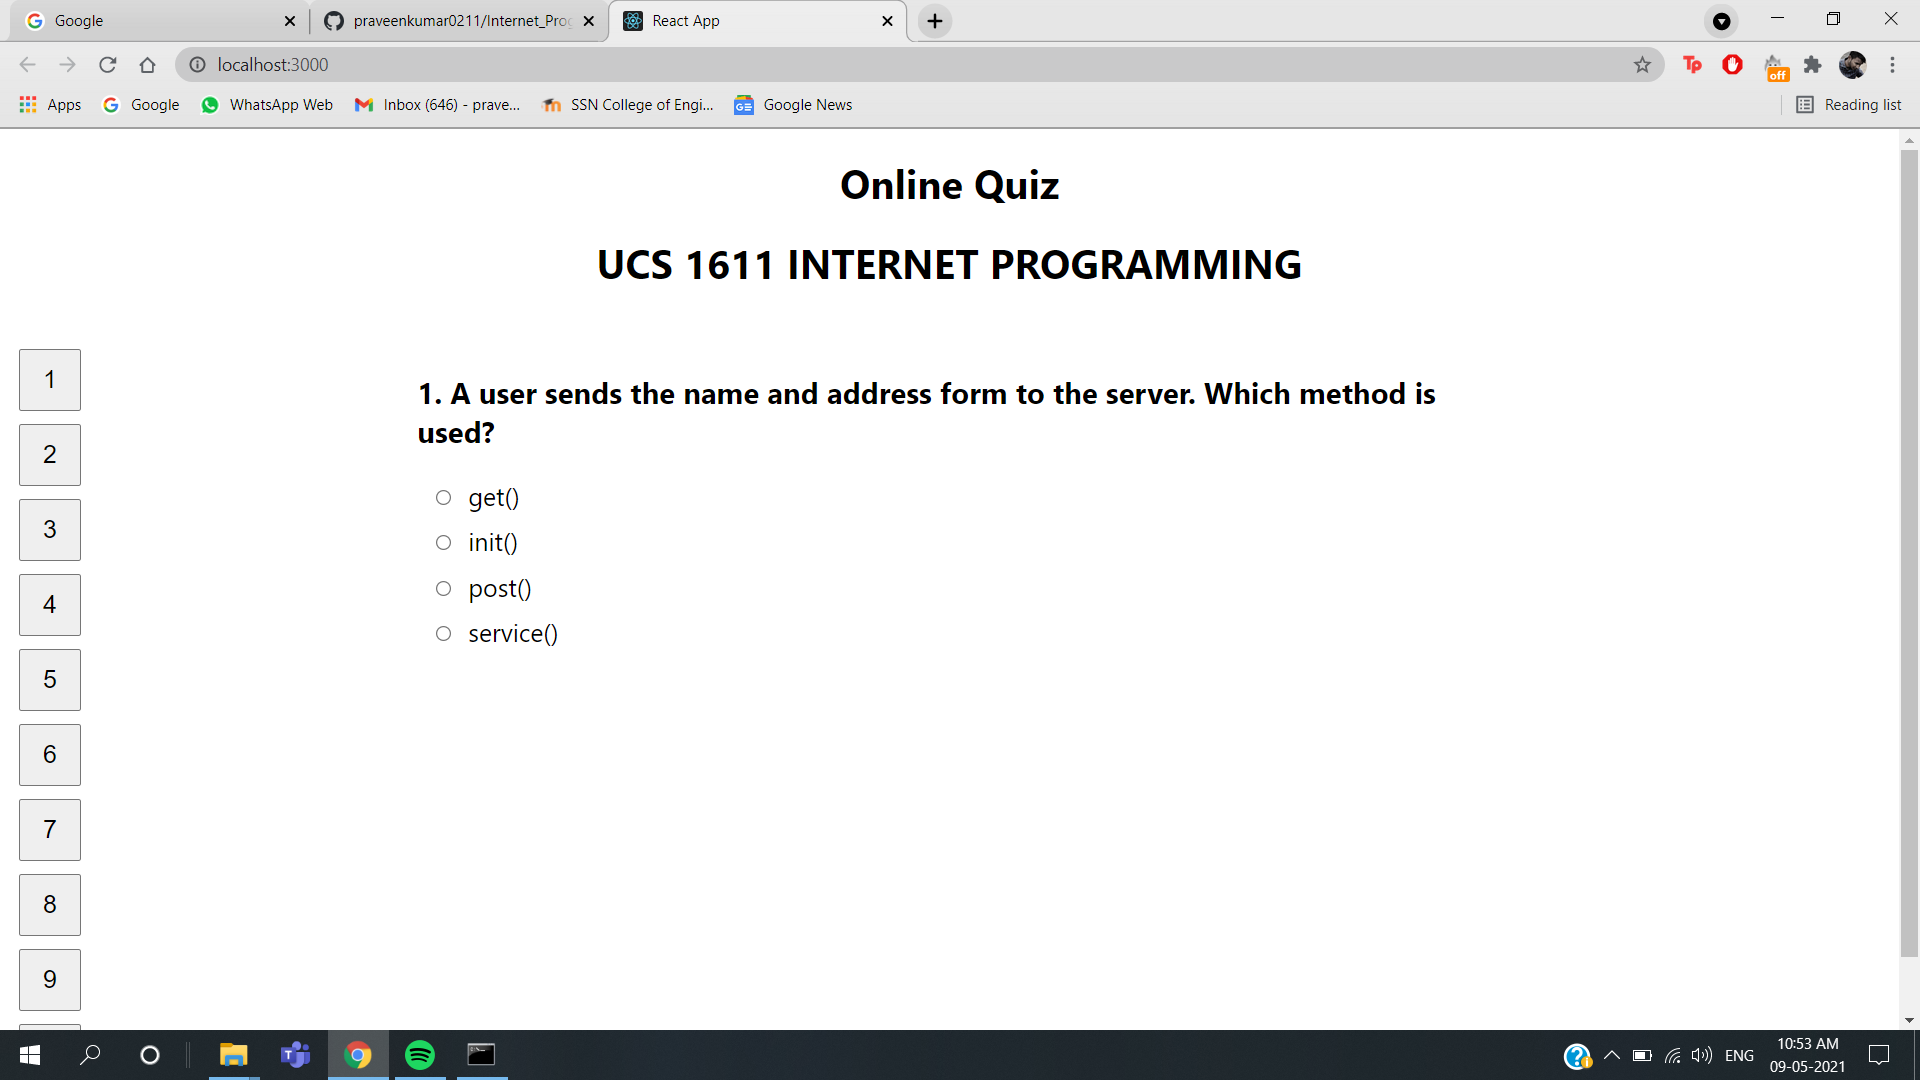 Google
praveenkumar0211/Internet_Prog
React App
localhost:3000
Tp
off
Apps
Google
WhatsApp Web
Inbox (646) - prave...
SSN College of Engi...
GE
Google News
Reading list
Online Quiz
UCS 1611 INTERNET PROGRAMMING
1
2
3
4
5
6
7
8
9
1. A user sends the name and address form to the server. Which method is
used?
get()
init()
post()
service()
ENG
10:53 AM
09-05-2021